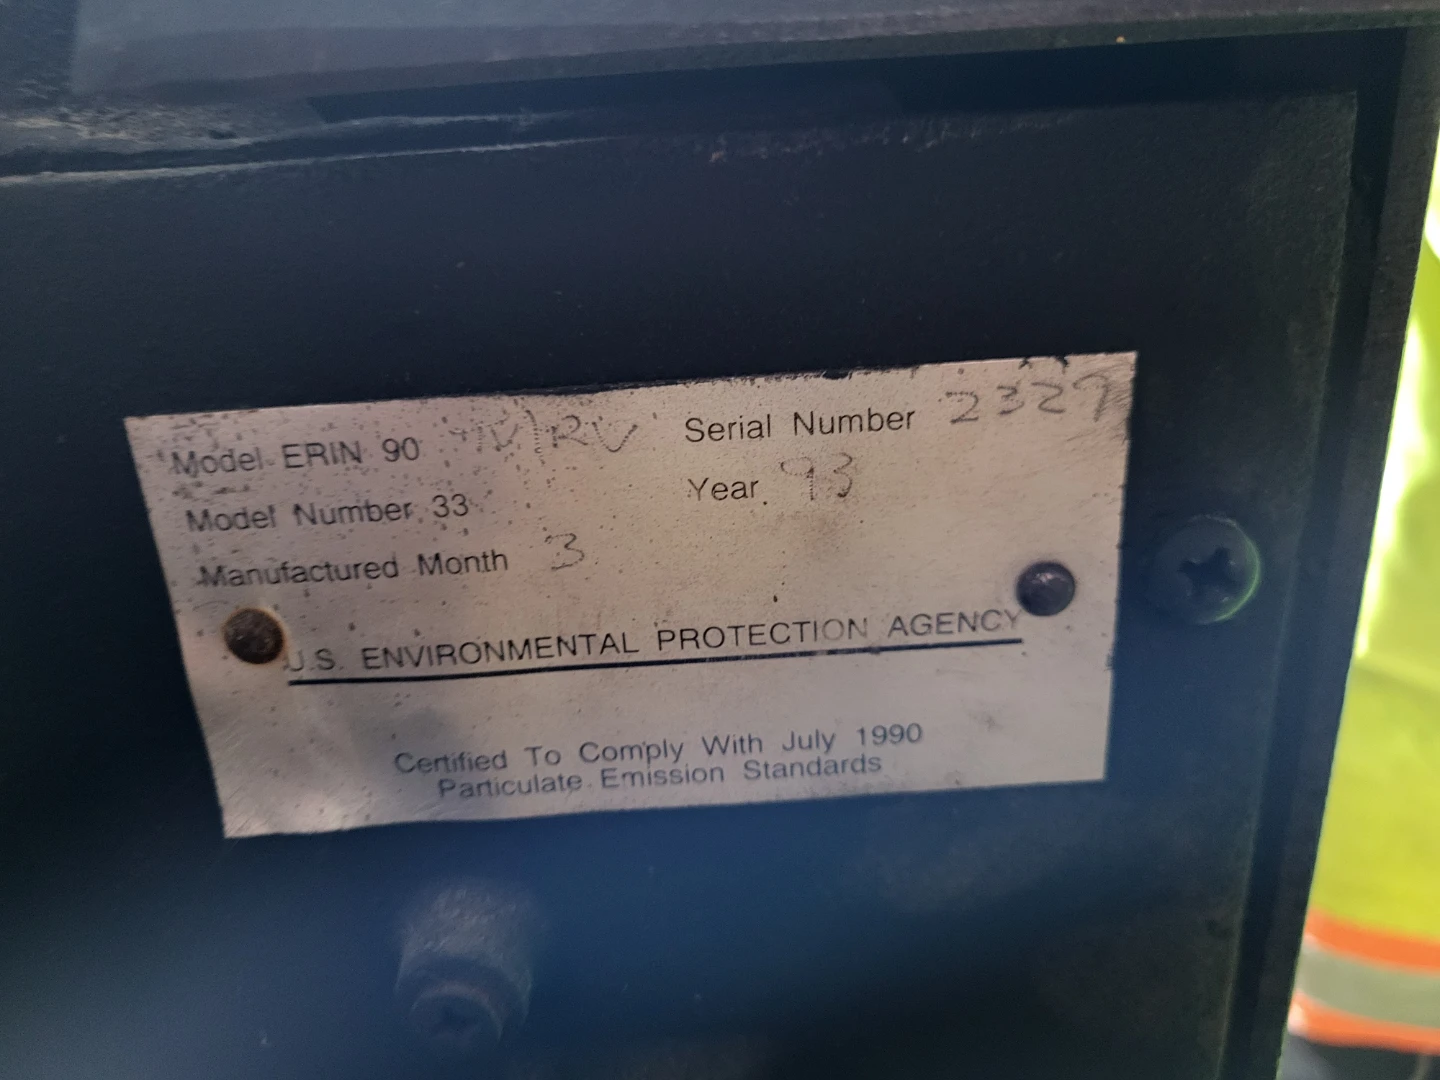 Model ERIN 90
Serial Number 2327
Model Number 33
Year 93
Manufactured Month 3
U.S. ENVIRONMENTAL PROTECTION AGENCY
Certified To Comply With July 1990
Particulate Emission Standards